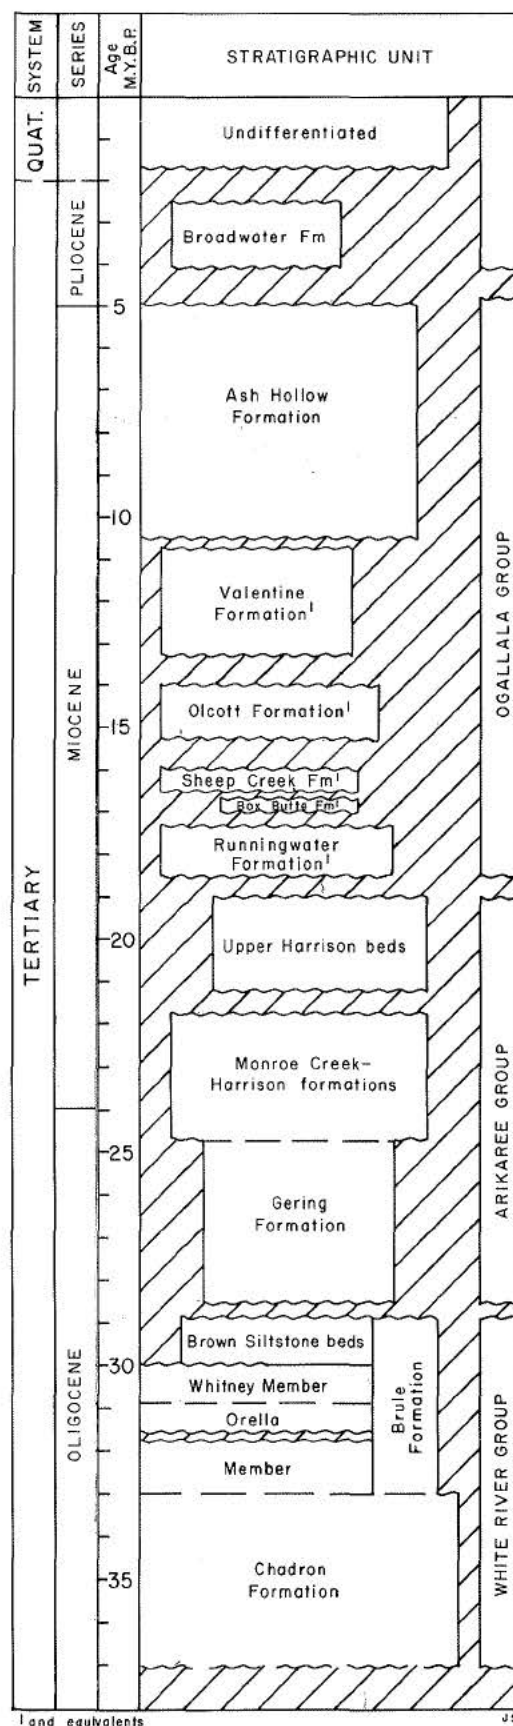 SYSTEM
SERIES
Age
M.Y.B.P.
STRATIGRAPHIC UNIT
QUAT.
Undifferentiated
PLIOCENE
Broadwater Fm
5
Ash Hollow
Formation
10
OGALLALA GROUP
Valentine
Formation¹
MIOCENE
Olcott Formation¹
15
Sheep Creek Fm¹
Box Butte Fm¹
Runningwater
Formation¹
TERTIARY
20
Upper Harrison beds
Monroe Creek–
Harrison formations
ARIKAREE GROUP
25
Gering
Formation
Brown Siltstone beds
30
Whitney Member
Brule
Formation
Orella
OLIGOCENE
Member
WHITE RIVER GROUP
35
Chadron
Formation
1 and equivalents